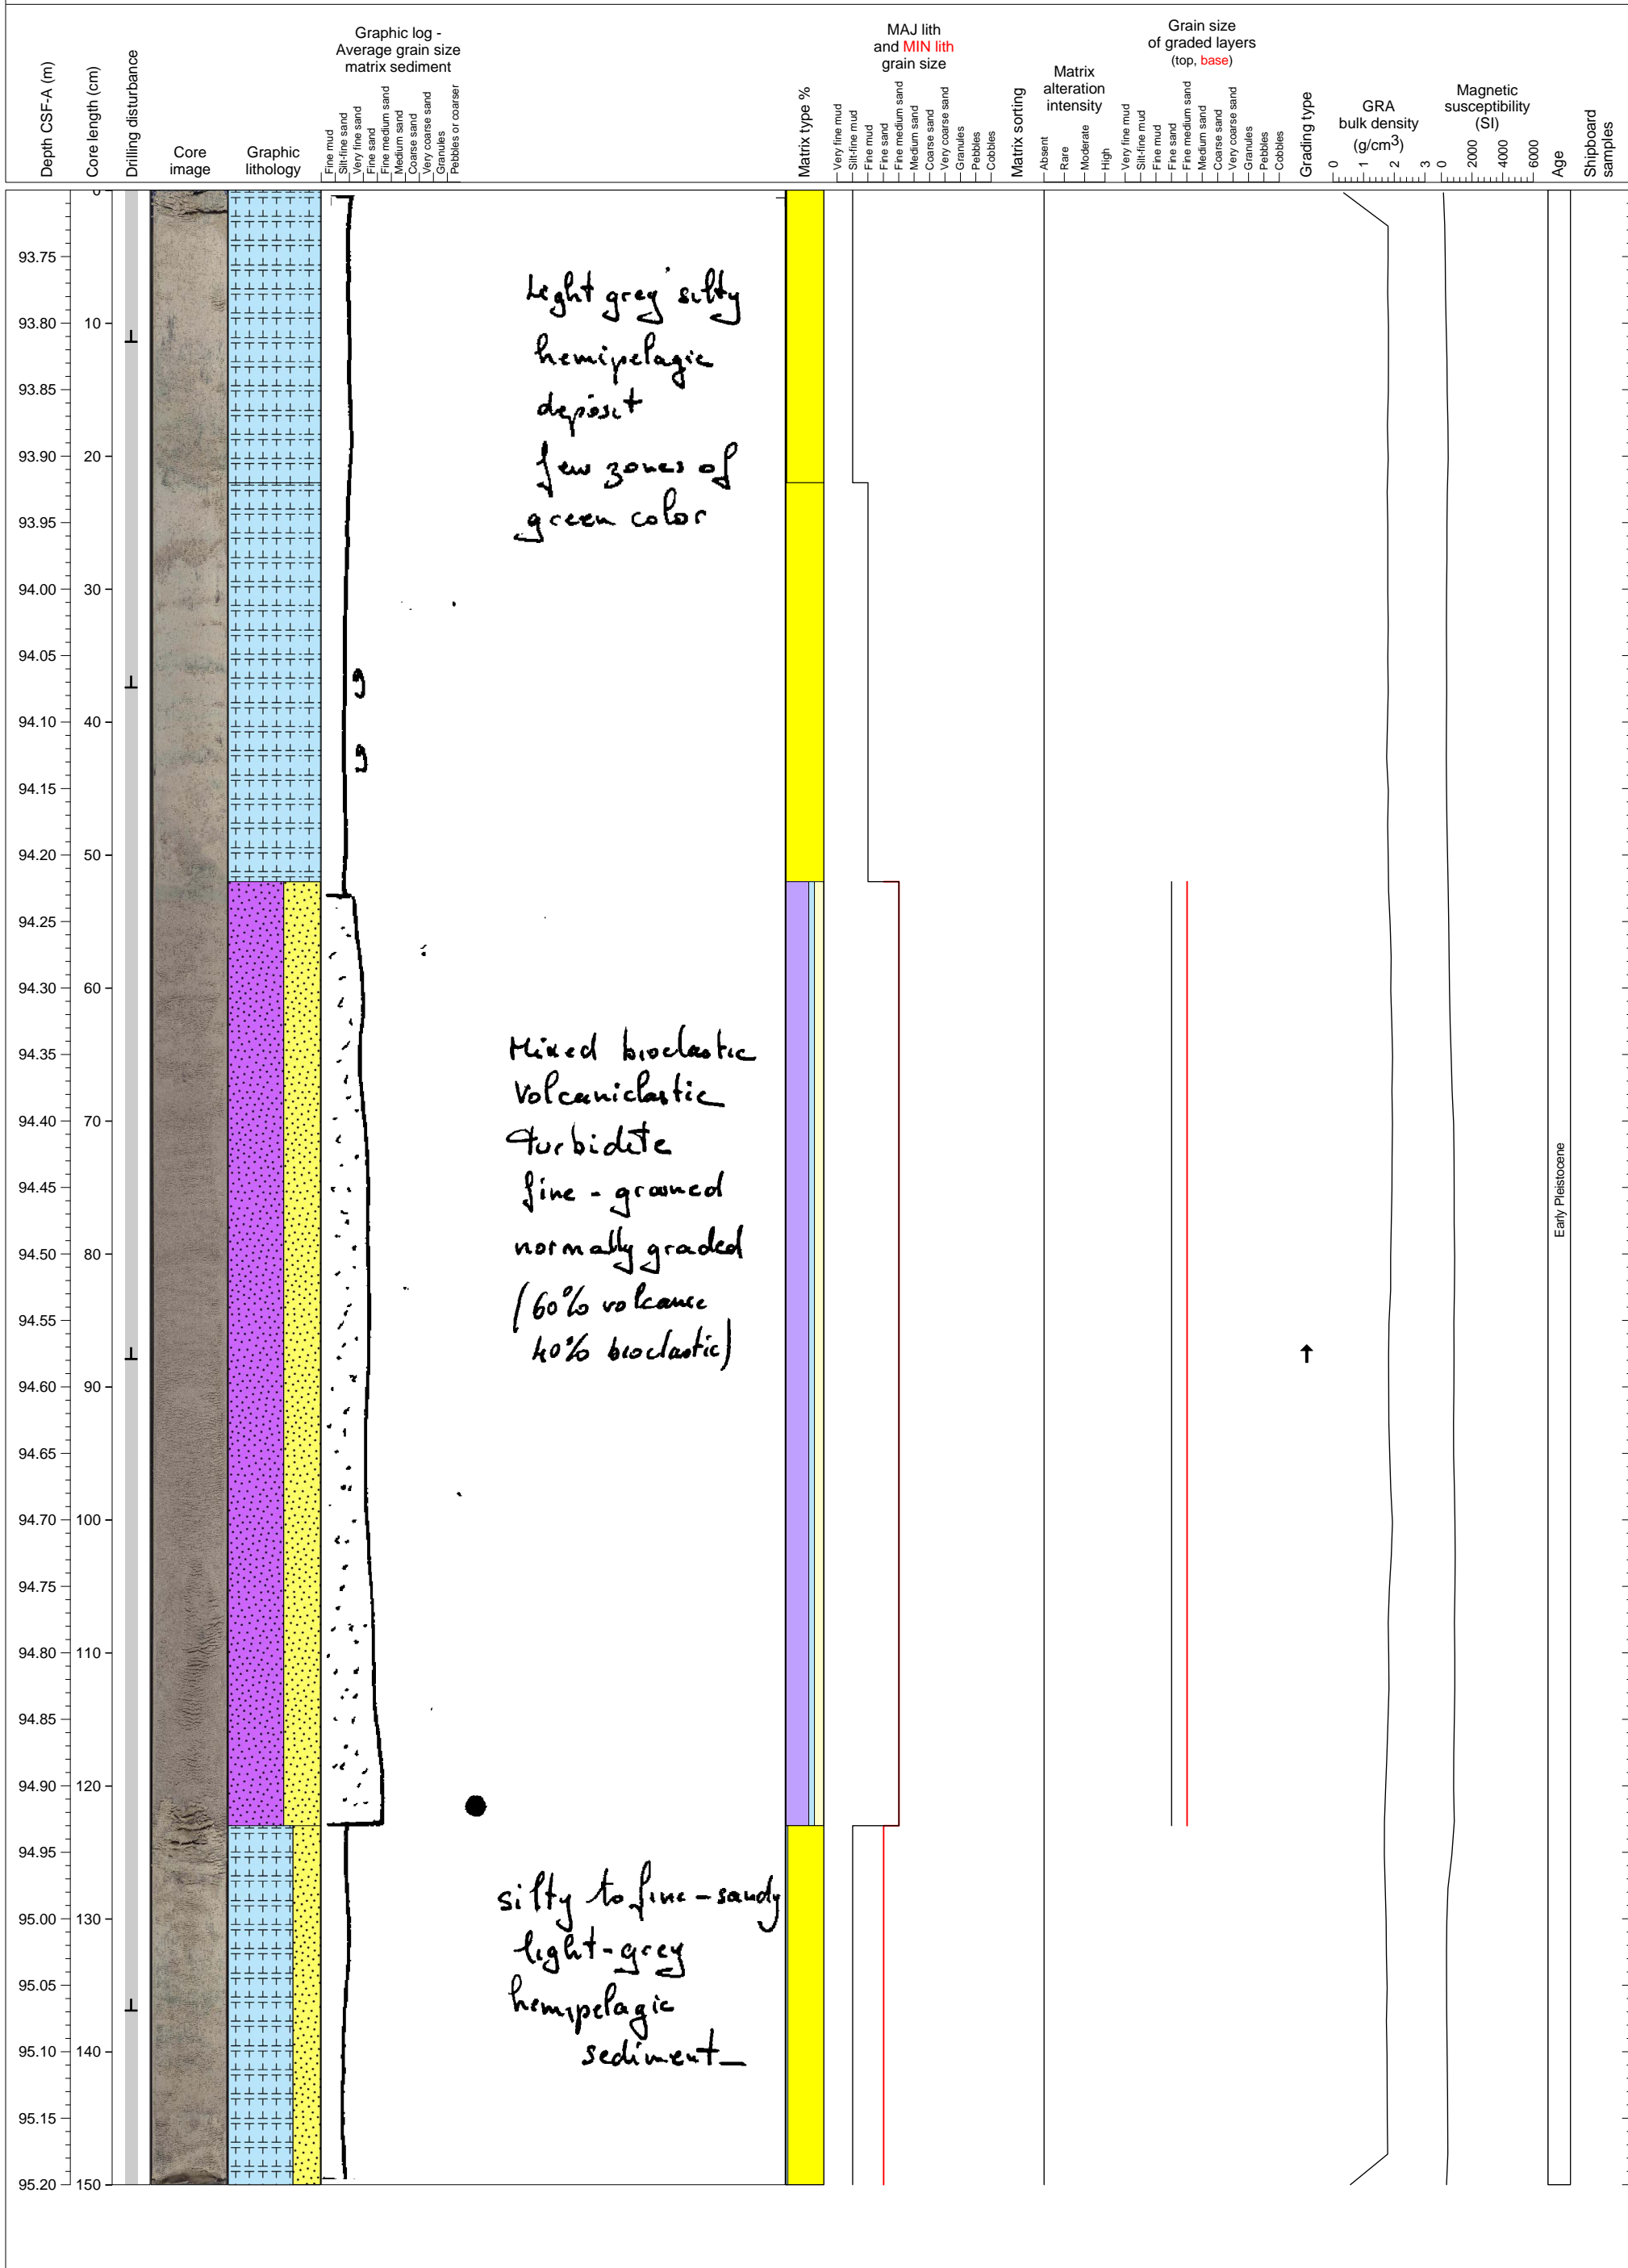 Depth CSF-A (m)
Core length (cm)
Drilling disturbance
Core
image
Graphic
lithology
Graphic log -
Average grain size
matrix sediment
Fine mud
Silt-fine sand
Very fine sand
Fine sand
Fine medium sand
Medium sand
Coarse sand
Very coarse sand
Granules
Pebbles or coarser
Matrix type %
MAJ lith
and MIN lith
grain size
Very fine mud
Silt-fine mud
Fine mud
Fine sand
Fine medium sand
Medium sand
Coarse sand
Very coarse sand
Granules
Pebbles
Cobbles
Matrix sorting
Matrix
alteration
intensity
Absent
Rare
Moderate
High
Grain size
of graded layers
(top, base)
Very fine mud
Silt-fine mud
Fine mud
Fine sand
Fine medium sand
Medium sand
Coarse sand
Very coarse sand
Granules
Pebbles
Cobbles
Grading type
GRA
bulk density
(g/cm3)
0 1 2 3
Magnetic
susceptibility
(SI)
0 2000 4000 6000
Age
Shipboard
samples
0
93.75
93.80 10
93.85
93.90 20
93.95
94.00 30
94.05
94.10 40
94.15
94.20 50
94.25
94.30 60
94.35
94.40 70
94.45
94.50 80
94.55
94.60 90
94.65
94.70 100
94.75
94.80 110
94.85
94.90 120
94.95
95.00 130
95.05
95.10 140
95.15
95.20 150
Light grey silty
hemipelagic
deposit
few zones of
green color
g
g
Mixed bioclastic
Volcaniclastic
turbidite
fine - grained
normally graded
(60% volcanic
40% bioclastic)
silty to fine - sandy
light - grey
hemipelagic
sediment
Early Pleistocene